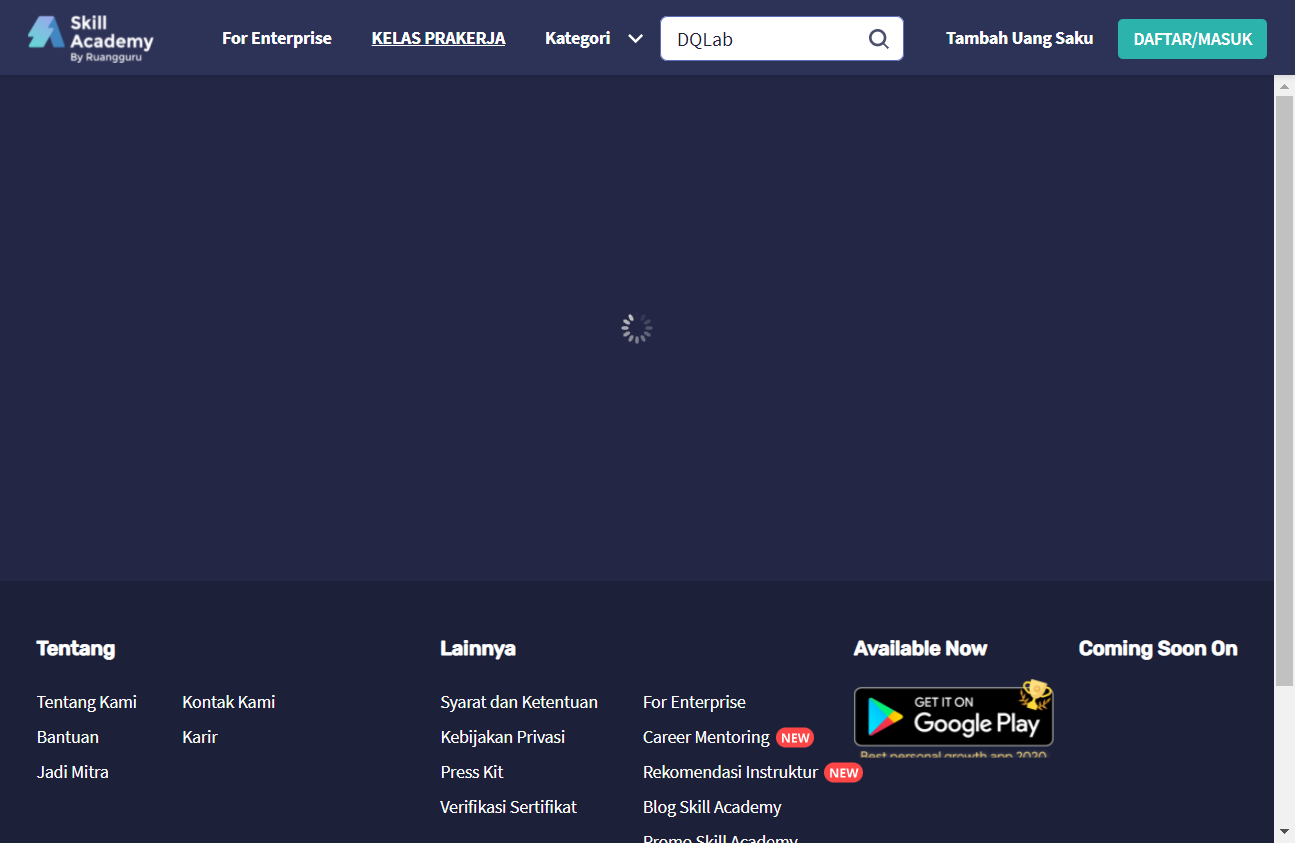 Skill
Academy
By Ruangguru
For Enterprise
KELAS PRAKERJA
Kategori
DQLab
Tambah Uang Saku
DAFTAR/MASUK
Tentang
Tentang Kami
Bantuan
Jadi Mitra
Kontak Kami
Karir
Lainnya
Syarat dan Ketentuan
Kebijakan Privasi
Press Kit
Verifikasi Sertifikat
For Enterprise
Career Mentoring NEW
Rekomendasi Instruktur NEW
Blog Skill Academy
Promo Skill Academy
Available Now
GET IT ON
Google Play
Best personal growth app 2020
Coming Soon On